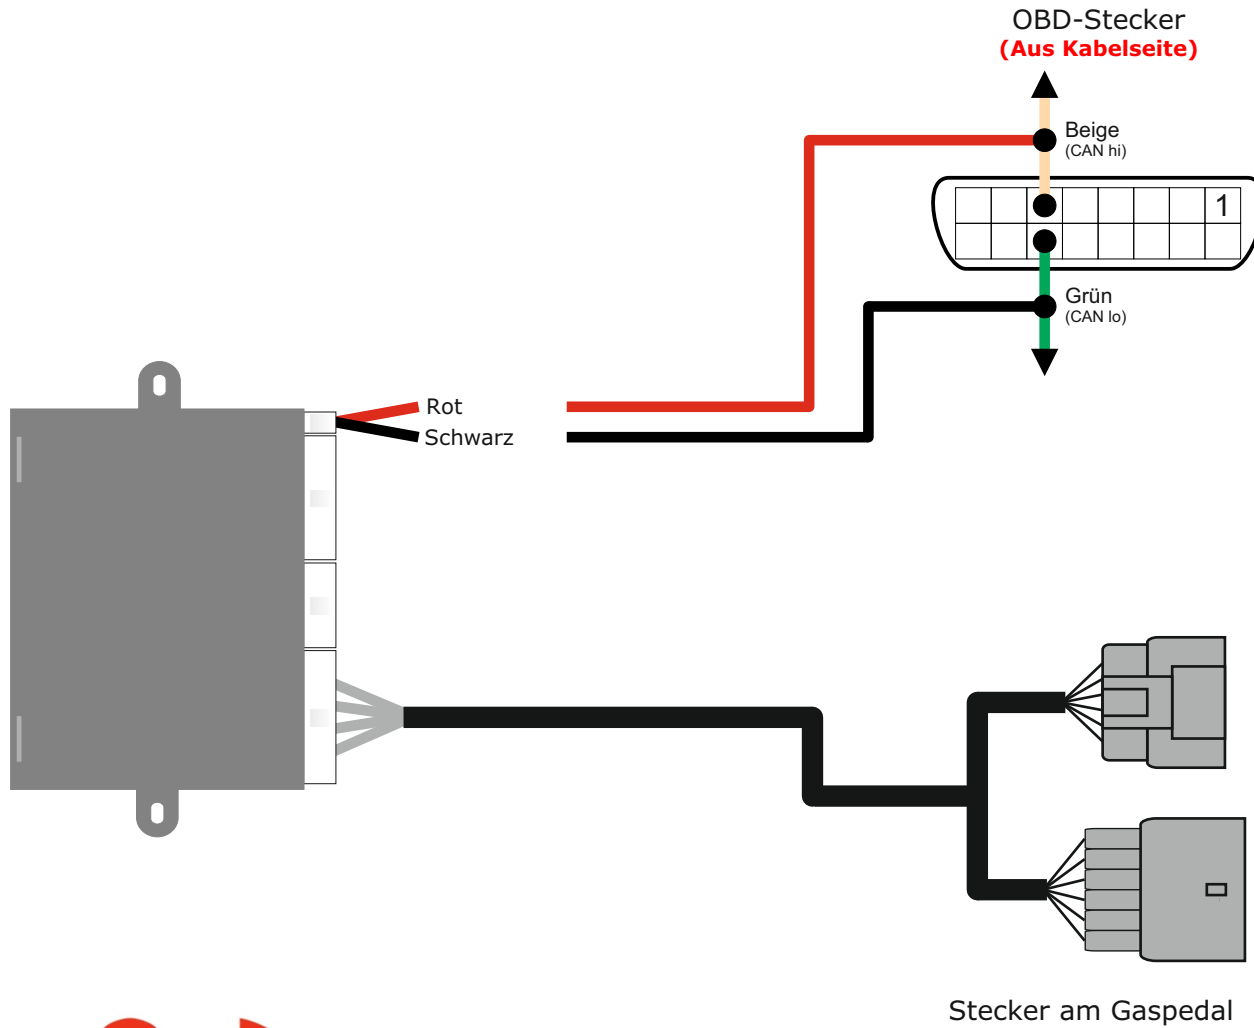 OBD-Stecker
(Aus Kabelseite)
Beige
(CAN hi)
1
Grün
(CAN lo)
Rot
Schwarz
Stecker am Gaspedal